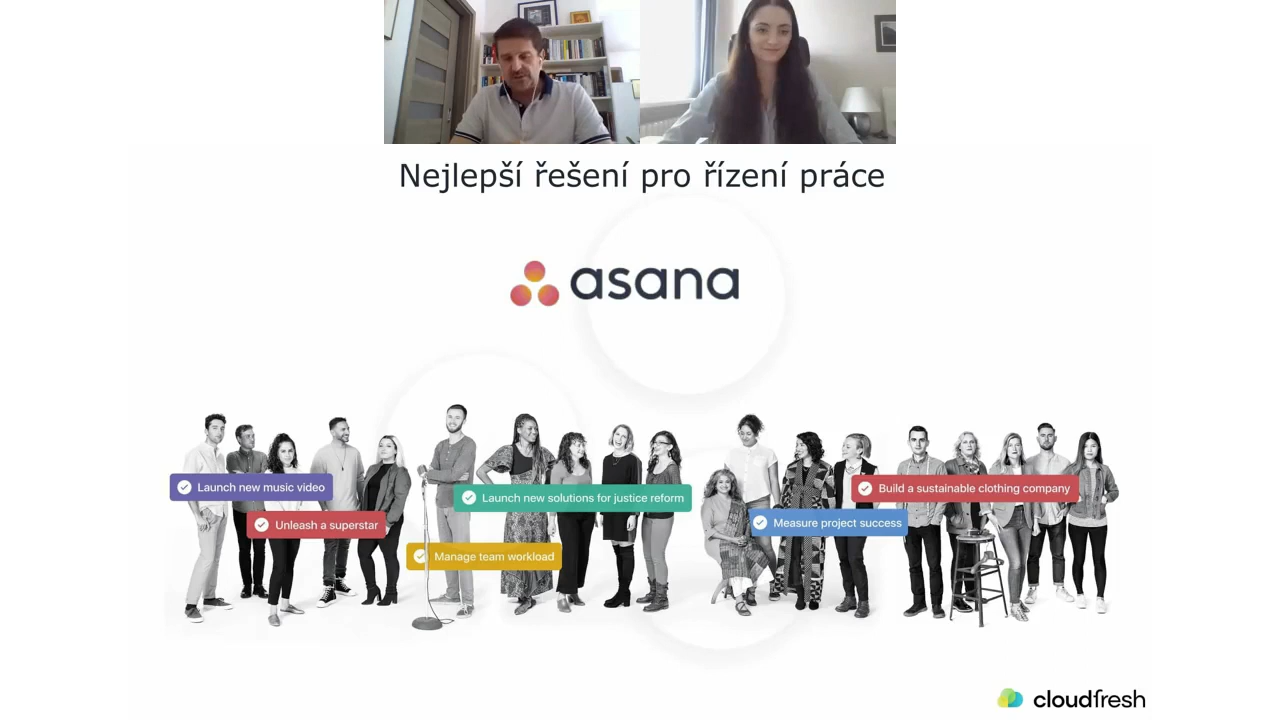 Nejlepší řešení pro řízení práce
asana
Launch new music video
Launch new solutions for justice reform
Build a sustainable clothing company
Unleash a superstar
Measure project success
Manage team workload
cloudfresh